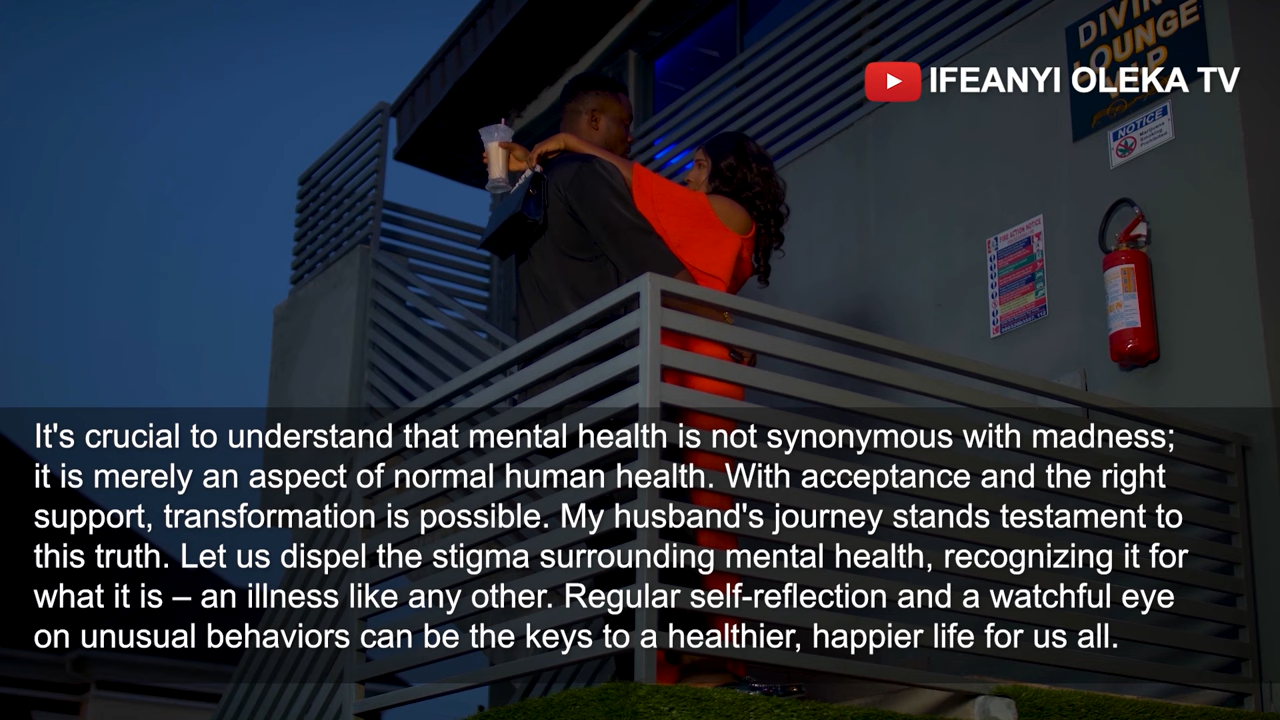 DIVIN
LOUNGE
IFEANYI OLEKA TV
NOTICE
FIRE ACTION NOTICE
It's crucial to understand that mental health is not synonymous with madness;
it is merely an aspect of normal human health. With acceptance and the right
support, transformation is possible. My husband's journey stands testament to
this truth. Let us dispel the stigma surrounding mental health, recognizing it for
what it is – an illness like any other. Regular self-reflection and a watchful eye
on unusual behaviors can be the keys to a healthier, happier life for us all.